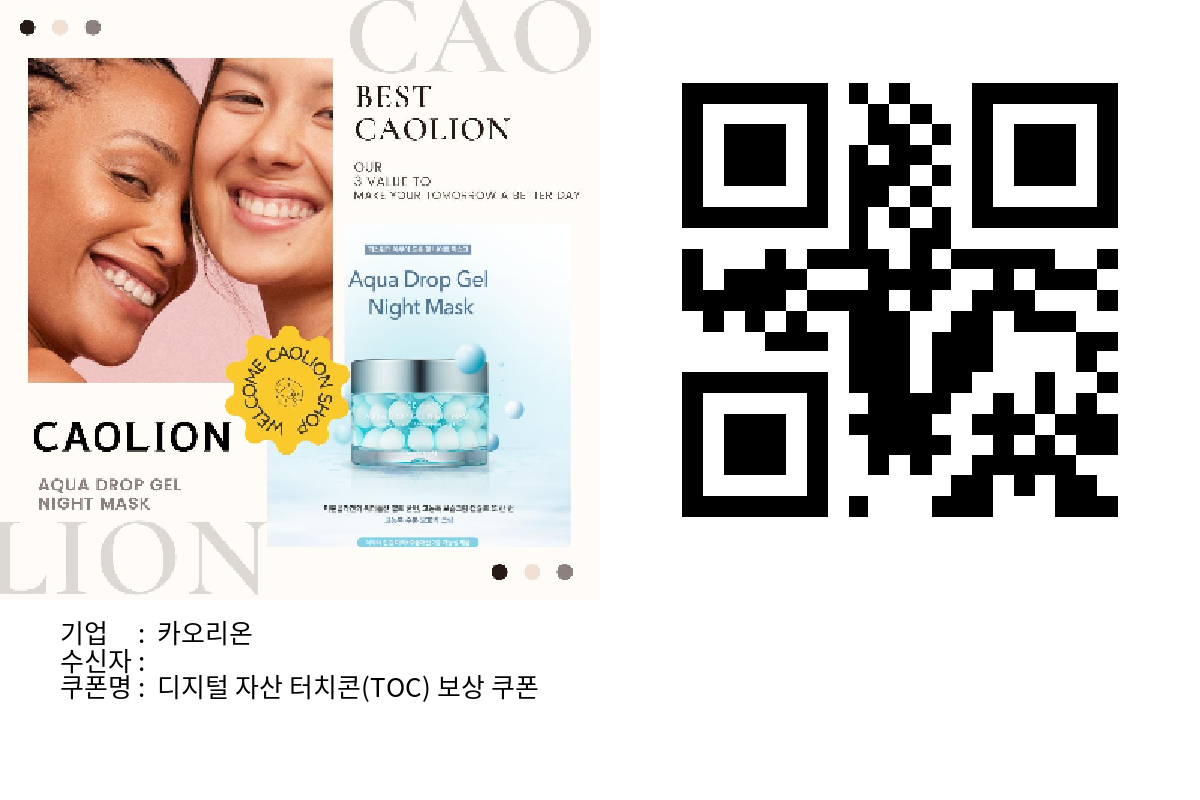 CAO
BEST
CAOLION
OUR
3 VALUE TO
MAKE YOUR TOMORROW A BETTER DAY
Aqua Drop Gel
Night Mask
WELCOME CAOLION SHOP
CAOLION
AQUA DROP GEL
NIGHT MASK
LION
기업 : 카오리온
수신자 :
쿠폰명 : 디지털 자산 터치콘(TOC) 보상 쿠폰